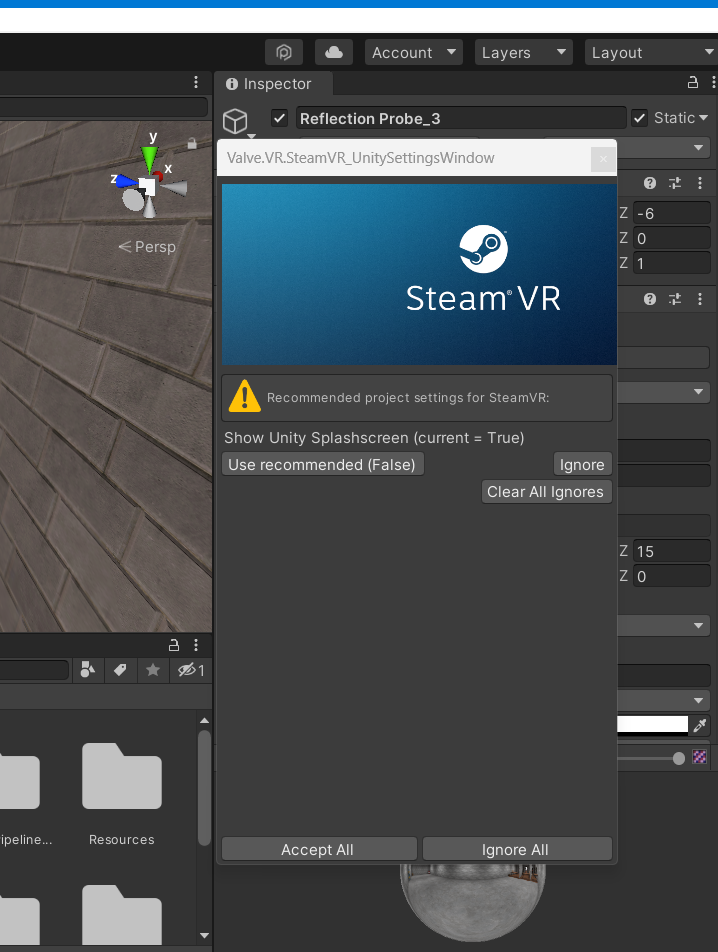 Account
Layers
Layout
Inspector
Reflection Probe_3
Static
Valve.VR.SteamVR_UnitySettingsWindow
y
x
z
Persp
Z -6
Z 0
Z 1
Steam®VR
Recommended project settings for SteamVR:
Show Unity Splashscreen (current = True)
Use recommended (False)
Ignore
Clear All Ignores
Z 15
Z 0
1
ipeline...
Resources
Accept All
Ignore All